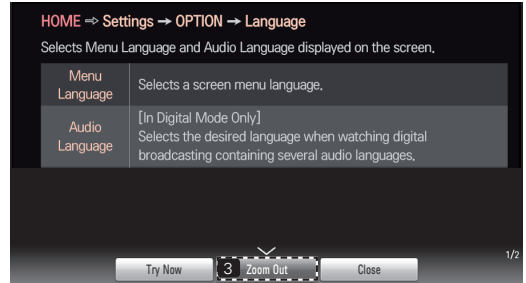 HOME ⇨ Settings → OPTION → Language
Selects Menu Language and Audio Language displayed on the screen.
Menu
Language
Selects a screen menu language.
Audio
Language
[In Digital Mode Only]
Selects the desired language when watching digital
broadcasting containing several audio languages.
1/2
Try Now
3 Zoom Out
Close